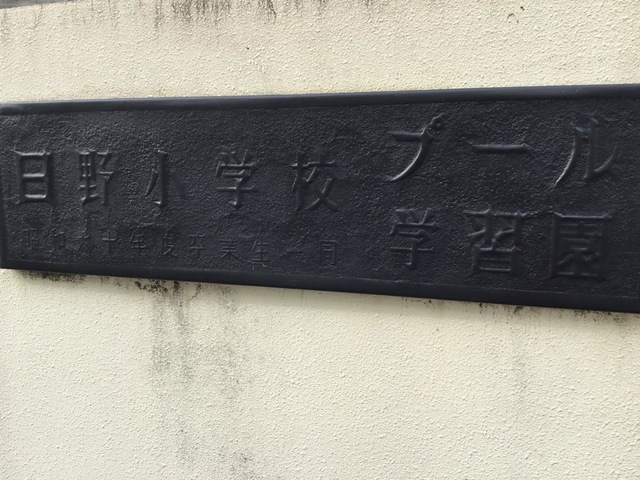 日野小学校
プール
学習園
昭和六十年度卒業生一同